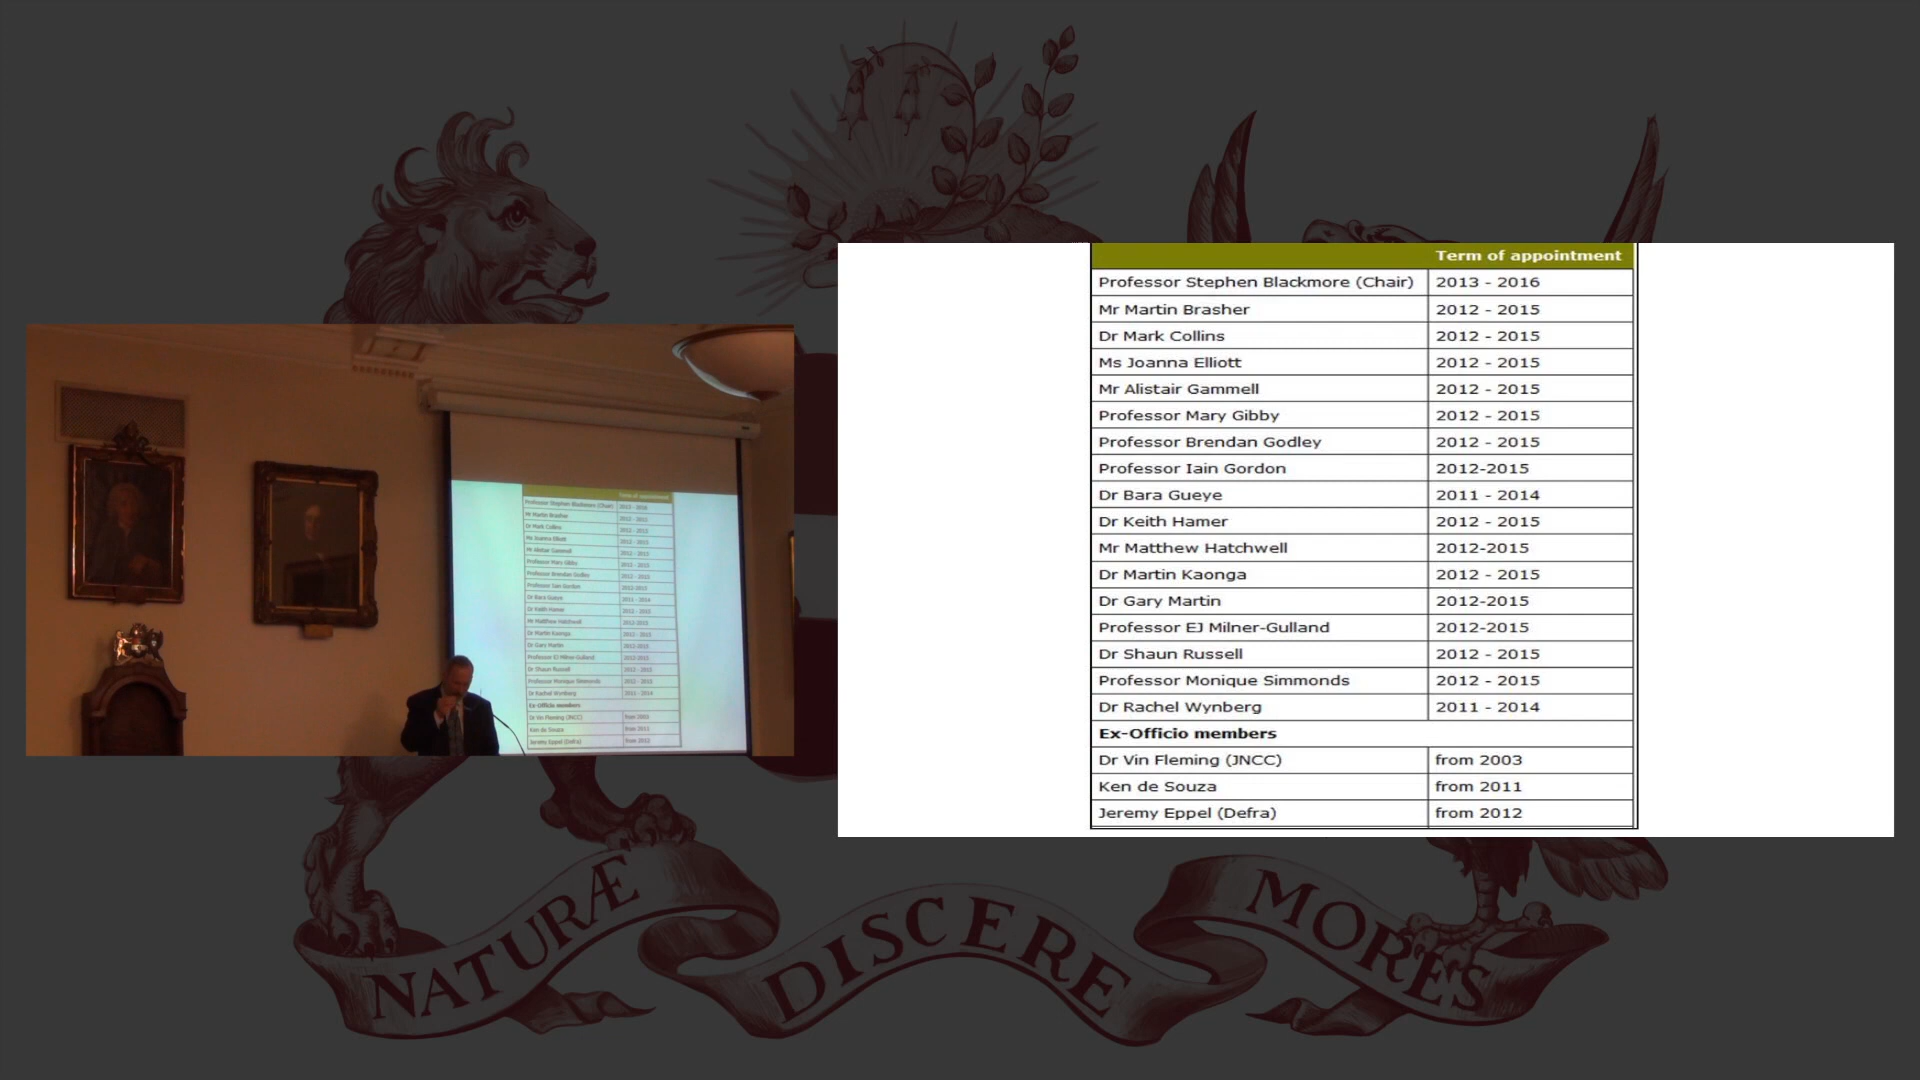 Term of appointment
Professor Stephen Blackmore (Chair) 2013 - 2016
Mr Martin Brasher 2012 - 2015
Dr Mark Collins 2012 - 2015
Ms Joanna Elliott 2012 - 2015
Mr Alistair Gammell 2012 - 2015
Professor Mary Gibby 2012 - 2015
Professor Brendan Godley 2012 - 2015
Professor Iain Gordon 2012-2015
Dr Bara Gueye 2011 - 2014
Dr Keith Hamer 2012 - 2015
Mr Matthew Hatchwell 2012-2015
Dr Martin Kaonga 2012 - 2015
Dr Gary Martin 2012-2015
Professor EJ Milner-Gulland 2012-2015
Dr Shaun Russell 2012 - 2015
Professor Monique Simmonds 2012 - 2015
Dr Rachel Wynberg 2011 - 2014
Ex-Officio members
Dr Vin Fleming (JNCC) from 2003
Ken de Souza from 2011
Jeremy Eppel (Defra) from 2012
NATURÆ DISCERE MORES